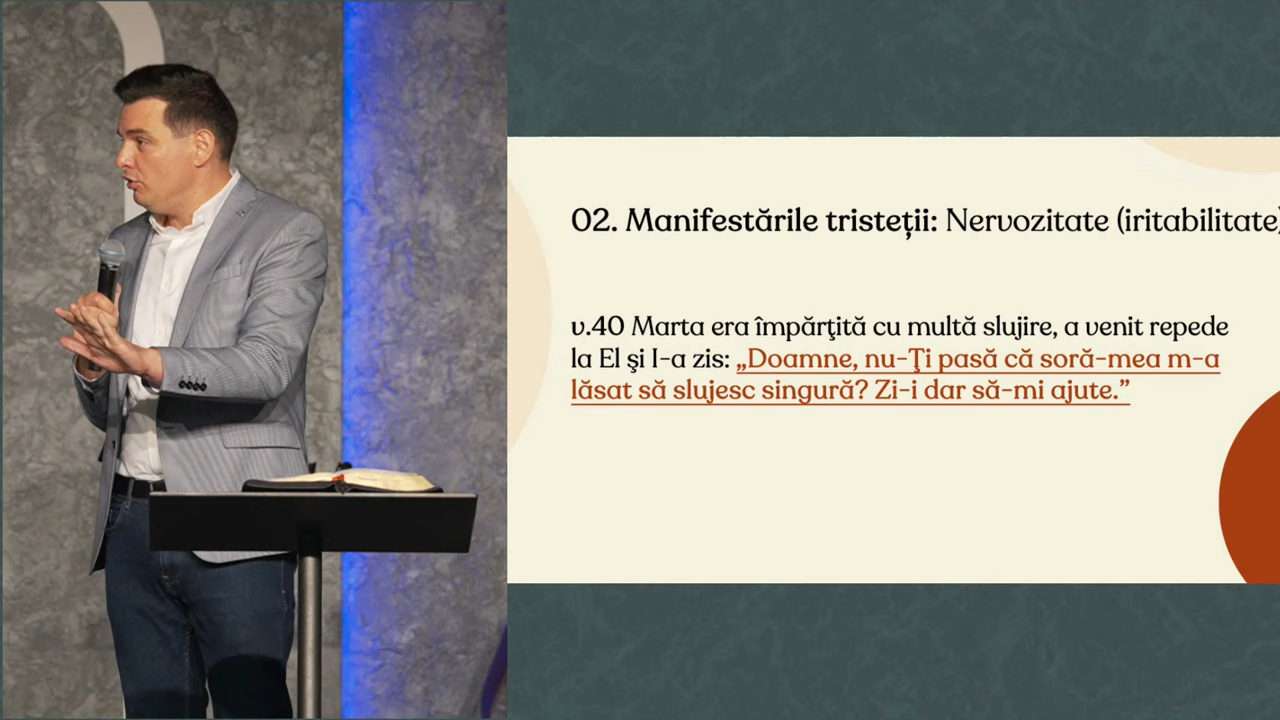 02. Manifestările tristeții: Nervozitate (iritabilitate)
v.40 Marta era împărţită cu multă slujire, a venit repede
la El şi I-a zis: „Doamne, nu-Ţi pasă că soră-mea m-a
lăsat să slujesc singură? Zi-i dar să-mi ajute.”